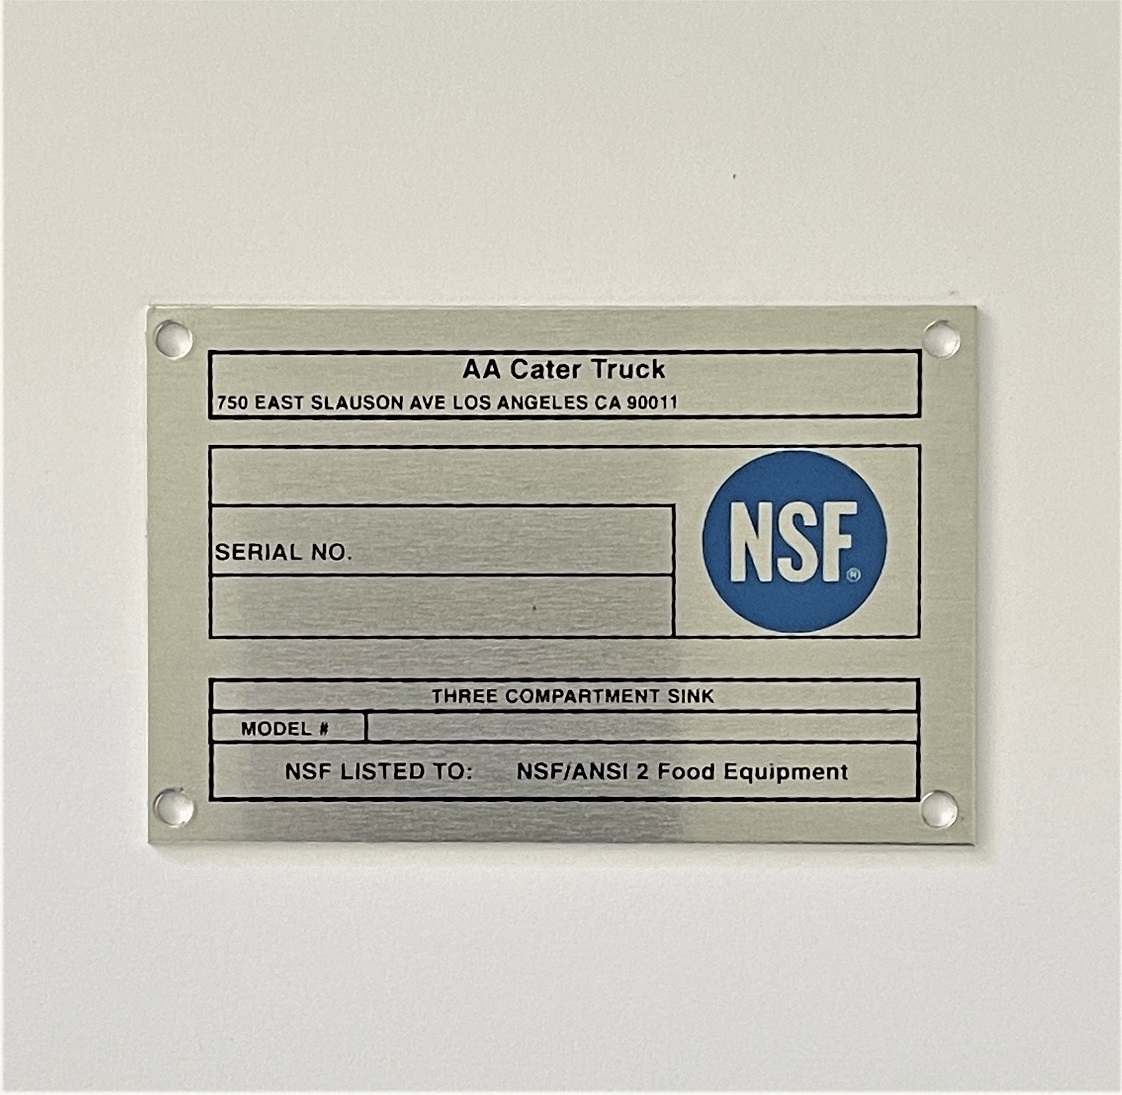 AA Cater Truck
750 EAST SLAUSON AVE LOS ANGELES CA 90011
SERIAL NO.
NSF®
THREE COMPARTMENT SINK
MODEL #
NSF LISTED TO: NSF/ANSI 2 Food Equipment